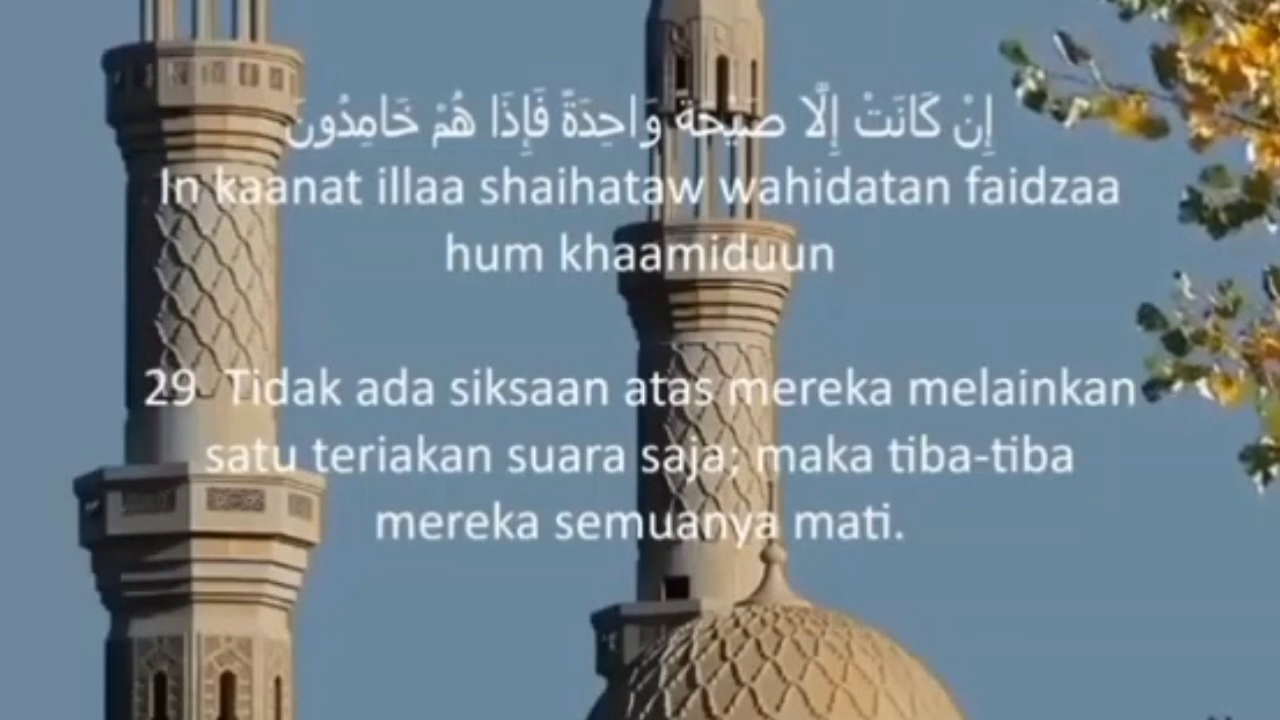 إِنْ كَانَتْ إِلَّا صَيْحَةً وَاحِدَةً فَإِذَا هُمْ خَامِدُونَ
In kaanat illaa shaihataw wahidatan faidzaa
hum khaamiduun
29 Tidak ada siksaan atas mereka melainkan
satu teriakan suara saja; maka tiba-tiba
mereka semuanya mati.